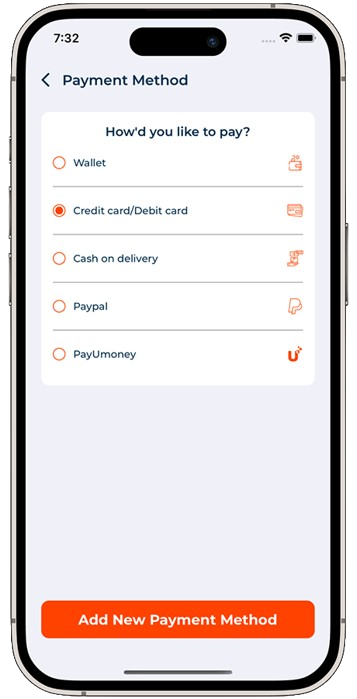 7:32
Payment Method
How'd you like to pay?
Wallet
Credit card/Debit card
Cash on delivery
Paypal
PayUmoney
Add New Payment Method